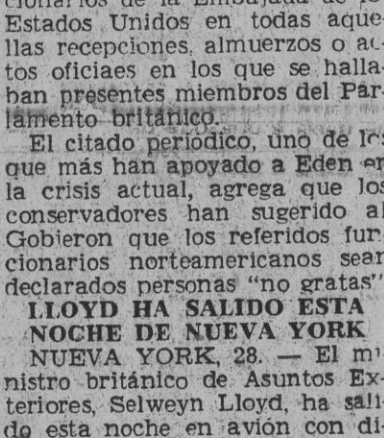 cionarios de la Embajada de los
Estados Unidos en todas aque-
llas recepciones, almuerzos o ac-
tos oficiaes en los que se halla-
ban presentes miembros del Par-
lamento británico.
El citado periódico, uno de los
que más han apoyado a Eden en
la crisis actual, agrega que los
conservadores han sugerido al
Gobieron que los referidos fun-
cionarios norteamericanos sean
declarados personas "no gratas"
LLOYD HA SALIDO ESTA
NOCHE DE NUEVA YORK
NUEVA YORK, 28. — El mi-
nistro británico de Asuntos Ex-
teriores, Selweyn Lloyd, ha sali-
do esta noche en avión con di-